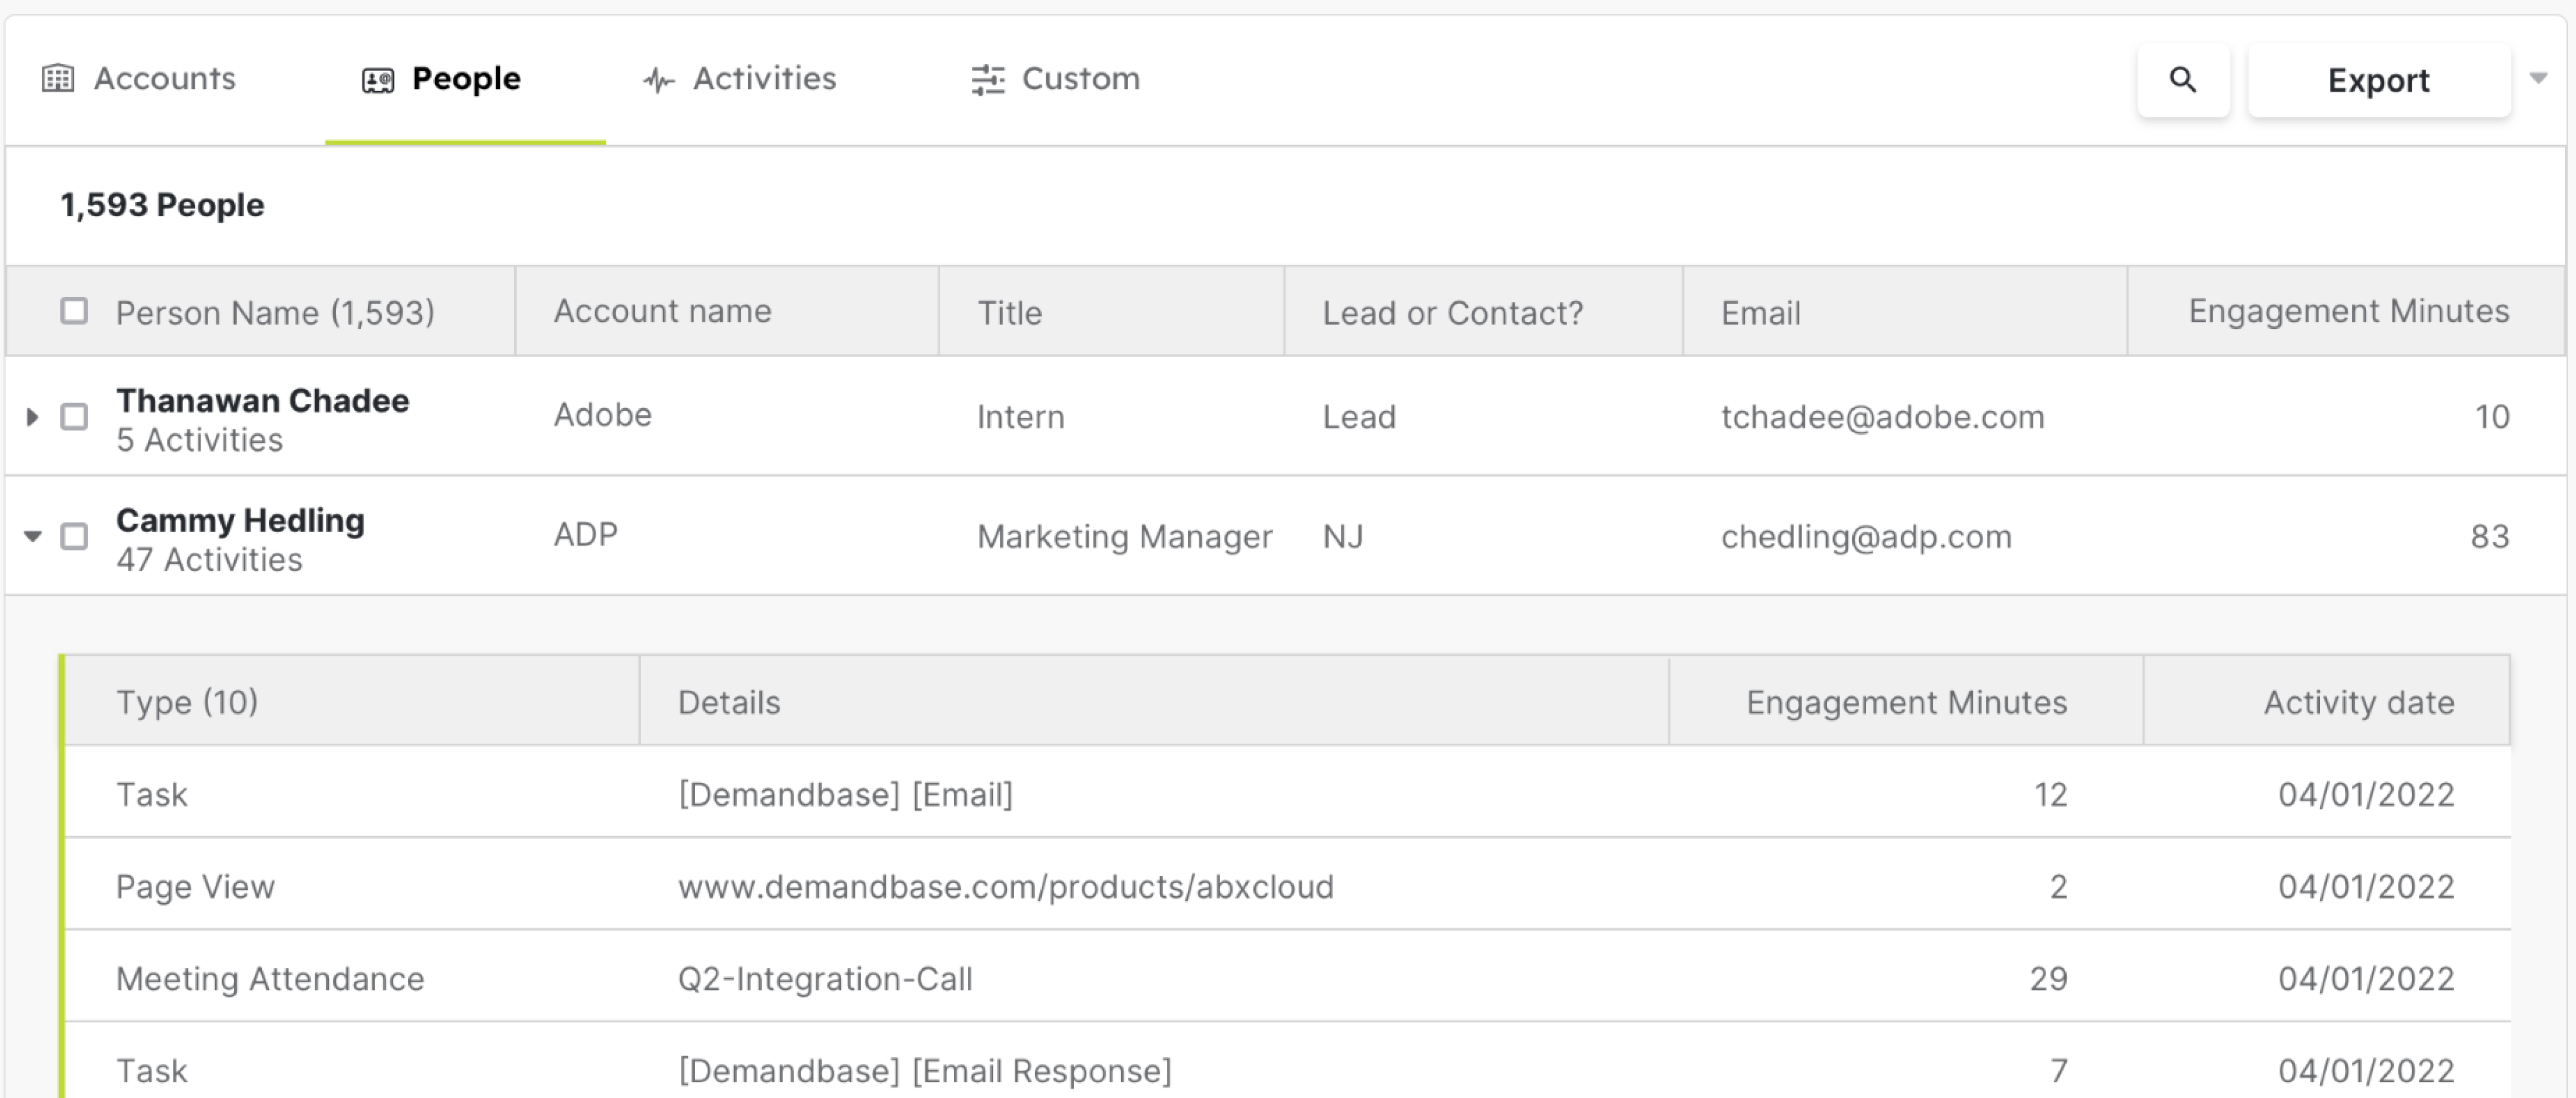 Accounts People Activities Custom Export
1,593 People
Person Name (1,593) Account name Title Lead or Contact? Email Engagement Minutes
Thanawan Chadee Adobe Intern Lead tchadee@adobe.com 10
5 Activities
Cammy Hedling ADP Marketing Manager NJ chedling@adp.com 83
47 Activities
Type (10) Details Engagement Minutes Activity date
Task [Demandbase] [Email] 12 04/01/2022
Page View www.demandbase.com/products/abxcloud 2 04/01/2022
Meeting Attendance Q2-Integration-Call 29 04/01/2022
Task [Demandbase] [Email Response] 7 04/01/2022